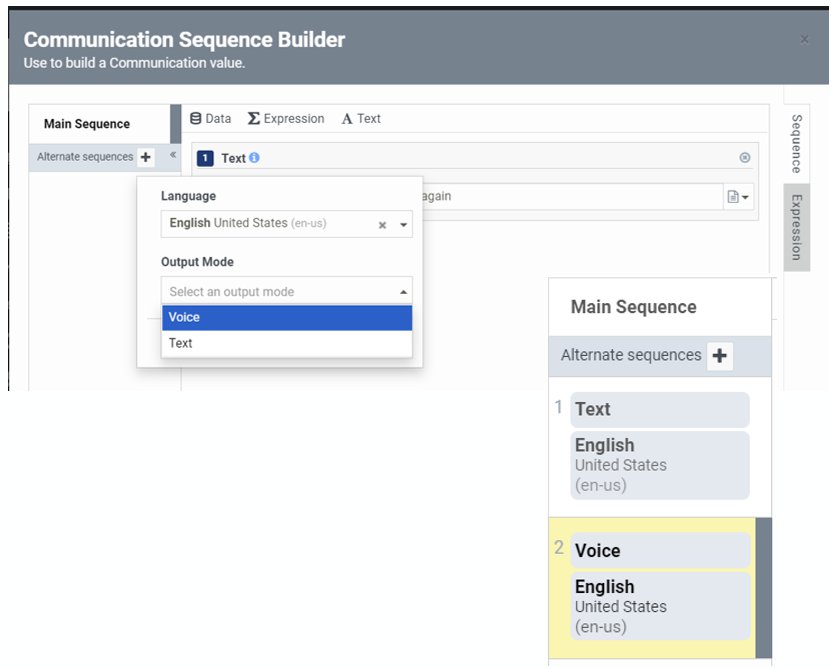 Communication Sequence Builder
Use to build a Communication value.
Main Sequence
Alternate sequences
Data Expression Text
1 Text
again
Language
English United States (en-us)
Output Mode
Select an output mode
Voice
Text
Sequence
Expression
Main Sequence
Alternate sequences
1 Text
English
United States
(en-us)
2 Voice
English
United States
(en-us)